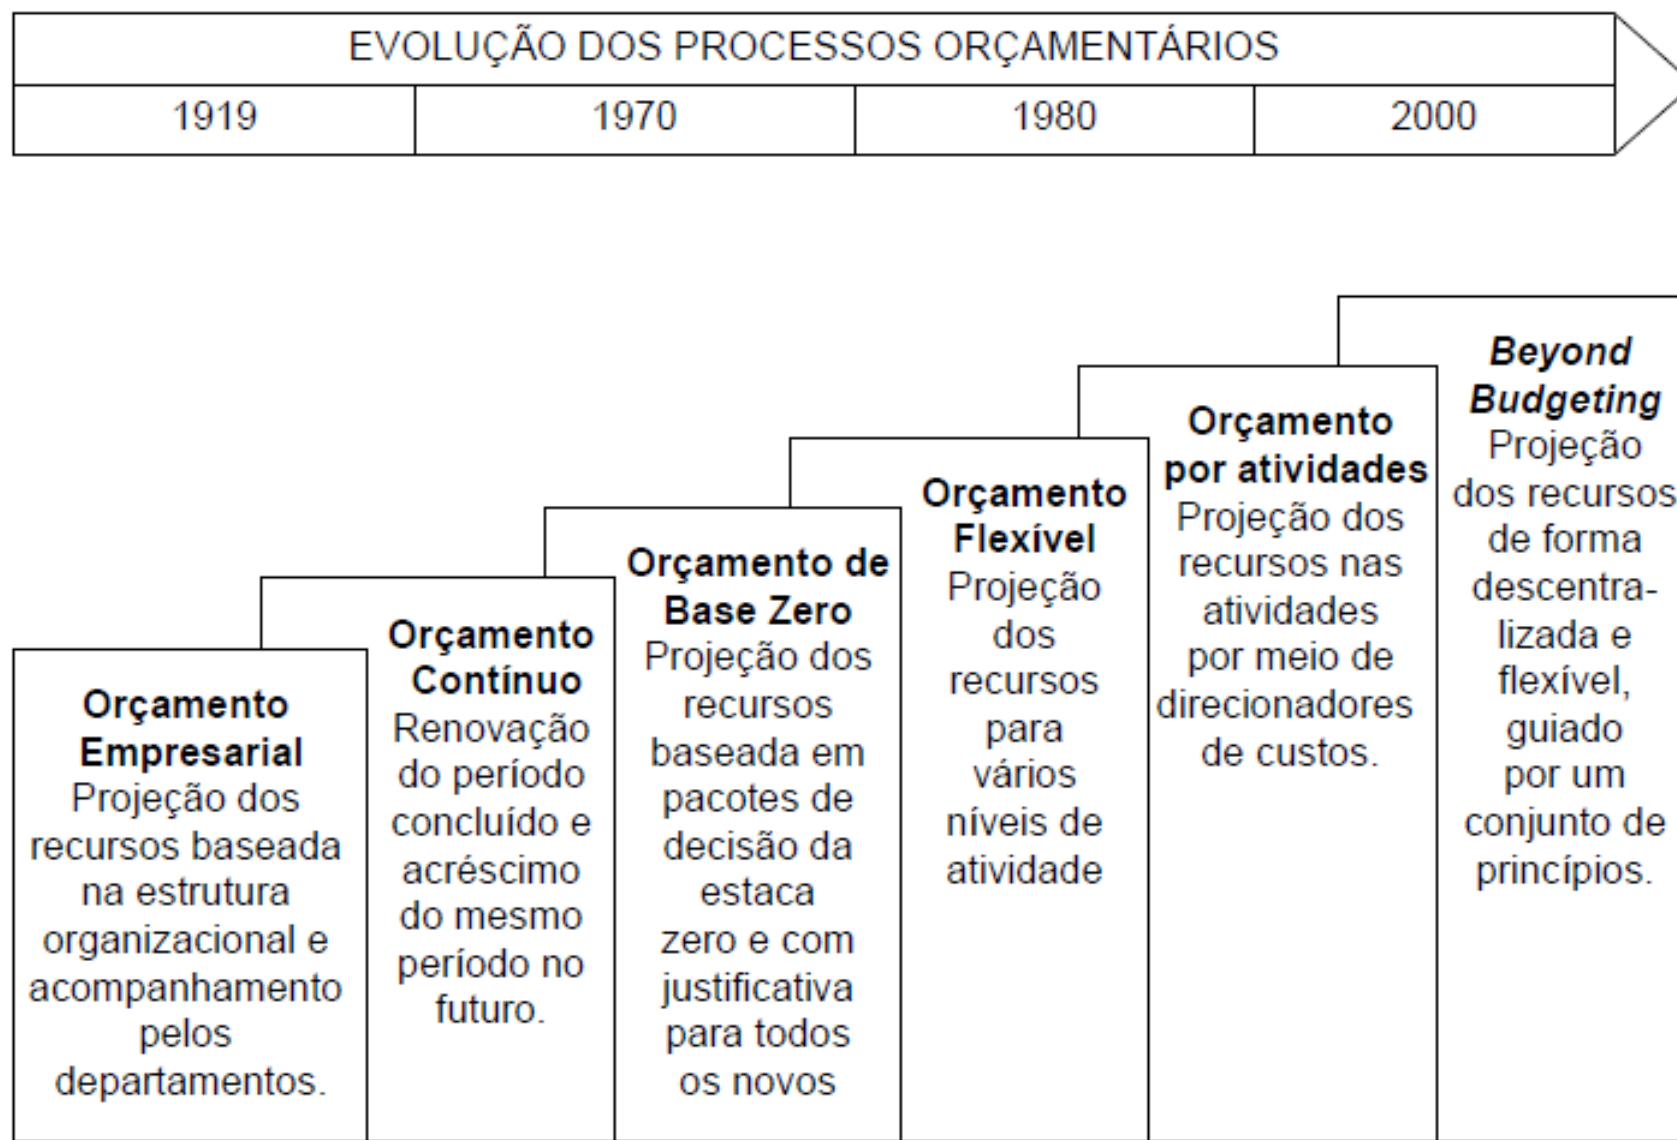 EVOLUÇÃO DOS PROCESSOS ORÇAMENTÁRIOS
1919
1970
1980
2000
Orçamento
Empresarial
Projeção dos
recursos baseada
na estrutura
organizacional e
acompanhamento
pelos
departamentos.
Orçamento
Contínuo
Renovação
do período
concluído e
acréscimo
do mesmo
período no
futuro.
Orçamento de
Base Zero
Projeção dos
recursos
baseada em
pacotes de
decisão da
estaca
zero e com
justificativa
para todos
os novos
Orçamento
Flexível
Projeção
dos
recursos
para
vários
níveis de
atividade
Orçamento
por atividades
Projeção dos
recursos nas
atividades
por meio de
direcionadores
de custos.
Beyond
Budgeting
Projeção
dos recursos
de forma
descentra-
lizada e
flexível,
guiado
por um
conjunto de
princípios.